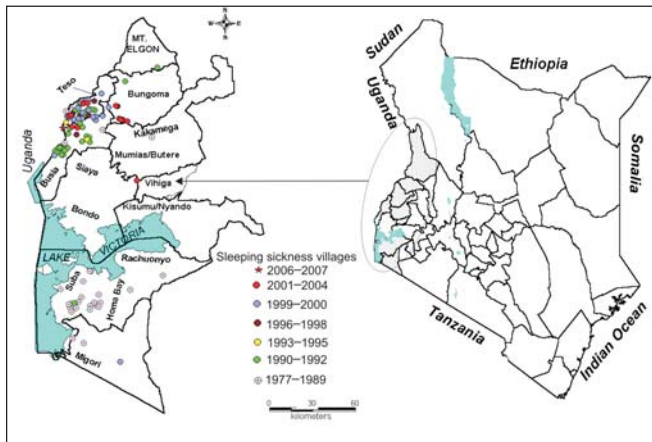 N
MT.
ELGON
Teso
Bungoma
Kakamega
Mumias/Butere
Uganda
Busia
Siaya
Vihiga
Kisumu/Nyando
Bondo
LAKE VICTORIA
Rachuonyo
Suba
Homa Bay
Migori
Sleeping sickness villages
2006–2007
2001–2004
1999–2000
1996–1998
1993–1995
1990–1992
1977–1989
0 30 60
kilometers
Sudan
Ethiopia
Uganda
Somalia
Tanzania
Indian Ocean